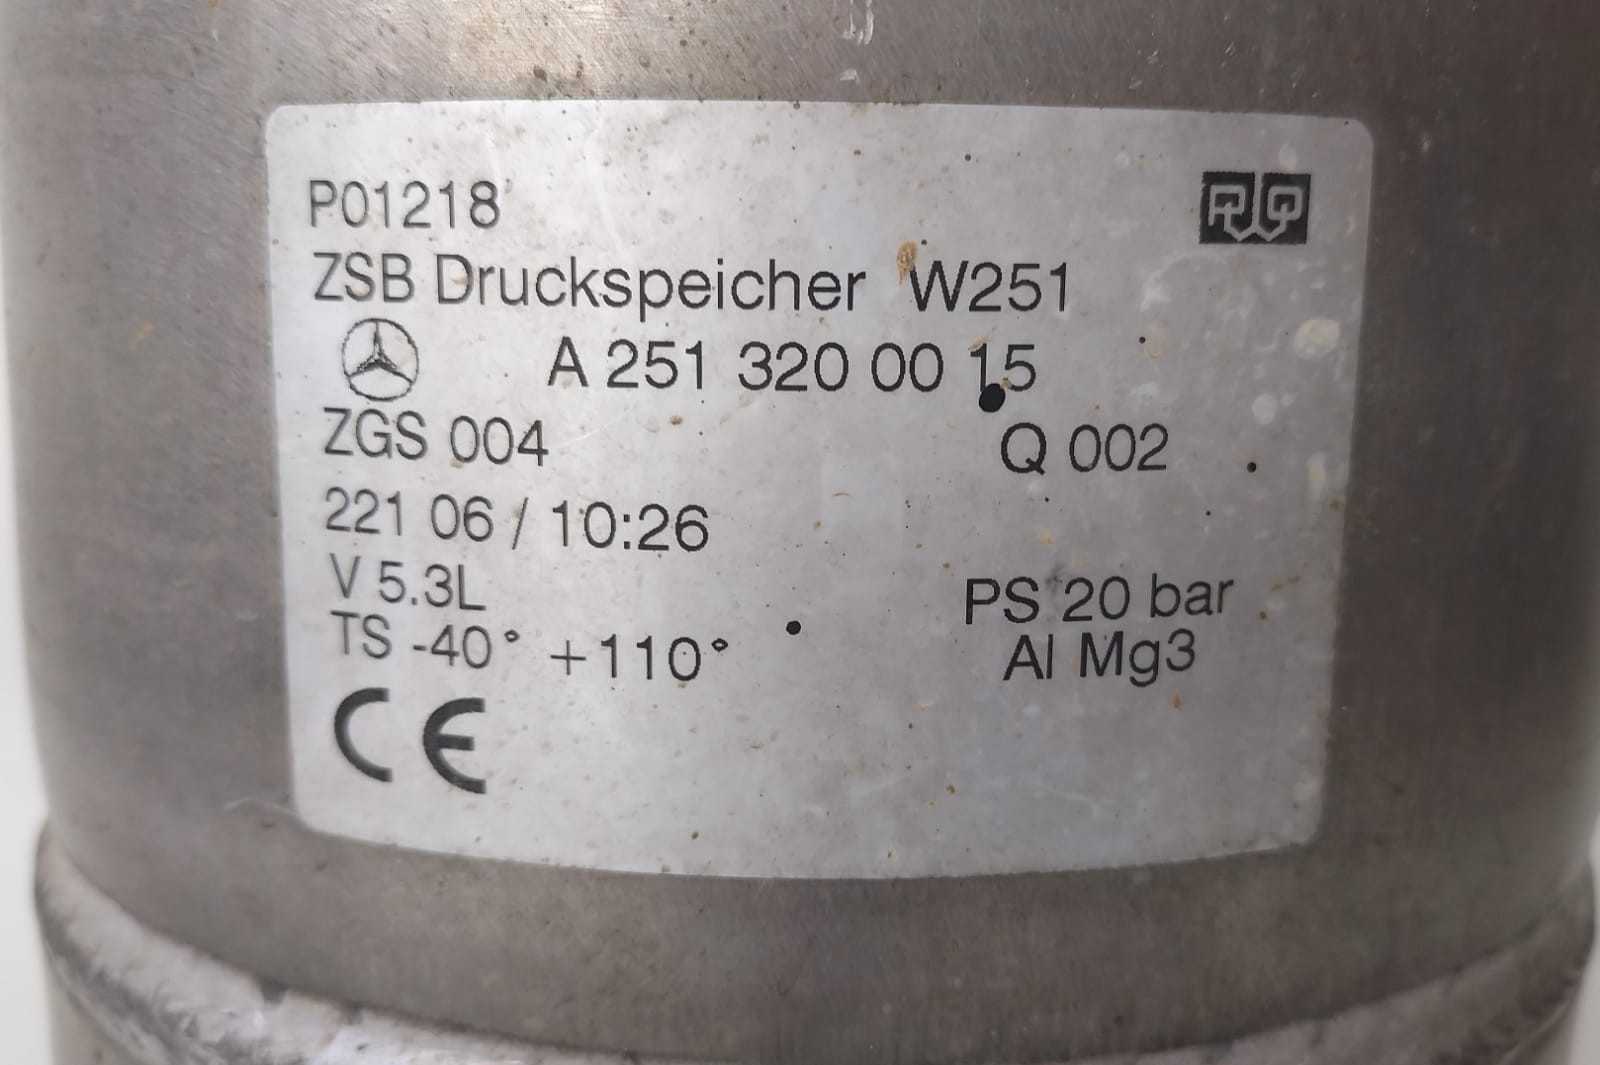 P01218
ZSB Druckspeicher W251
A 251 320 00 15
ZGS 004 Q 002
221 06 / 10:26
V 5.3L PS 20 bar
TS -40° +110° Al Mg3
CE